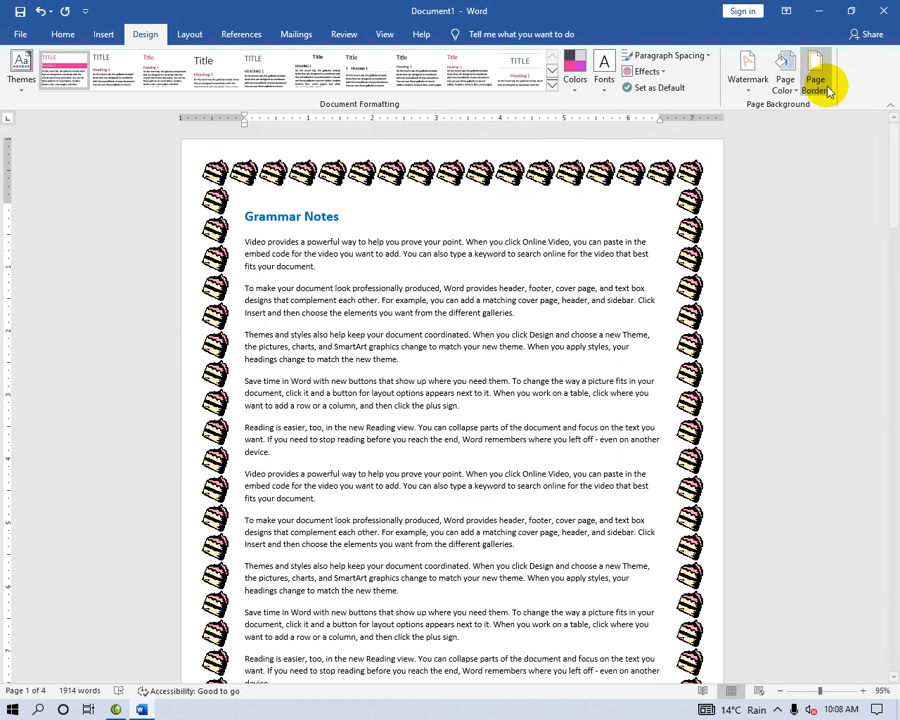 Document1 - Word
Sign in
File Home Insert Design Layout References Mailings Review View Help Tell me what you want to do Share
Themes
TITLE TITLE Title Title TITLE Title TITLE
Heading 1
Colors
Fonts
Paragraph Spacing
Effects
Set as Default
Watermark
Page Color
Page Borders
Document Formatting
Page Background
1 1 2 3 4 5 6 7
Grammar Notes
Video provides a powerful way to help you prove your point. When you click Online Video, you can paste in the
embed code for the video you want to add. You can also type a keyword to search online for the video that best
fits your document.
To make your document look professionally produced, Word provides header, footer, cover page, and text box
designs that complement each other. For example, you can add a matching cover page, header, and sidebar. Click
Insert and then choose the elements you want from the different galleries.
Themes and styles also help keep your document coordinated. When you click Design and choose a new Theme,
the pictures, charts, and SmartArt graphics change to match your new theme. When you apply styles, your
headings change to match the new theme.
Save time in Word with new buttons that show up where you need them. To change the way a picture fits in your
document, click it and a button for layout options appears next to it. When you work on a table, click where you
want to add a row or a column, and then click the plus sign.
Reading is easier, too, in the new Reading view. You can collapse parts of the document and focus on the text you
want. If you need to stop reading before you reach the end, Word remembers where you left off - even on another
device.
Video provides a powerful way to help you prove your point. When you click Online Video, you can paste in the
embed code for the video you want to add. You can also type a keyword to search online for the video that best
fits your document.
To make your document look professionally produced, Word provides header, footer, cover page, and text box
designs that complement each other. For example, you can add a matching cover page, header, and sidebar. Click
Insert and then choose the elements you want from the different galleries.
Themes and styles also help keep your document coordinated. When you click Design and choose a new Theme,
the pictures, charts, and SmartArt graphics change to match your new theme. When you apply styles, your
headings change to match the new theme.
Save time in Word with new buttons that show up where you need them. To change the way a picture fits in your
document, click it and a button for layout options appears next to it. When you work on a table, click where you
want to add a row or a column, and then click the plus sign.
Reading is easier, too, in the new Reading view. You can collapse parts of the document and focus on the text you
want. If you need to stop reading before you reach the end, Word remembers where you left off - even on another
device.
Page 1 of 4 1914 words Accessibility: Good to go 95%
14°C Rain 10:08 AM